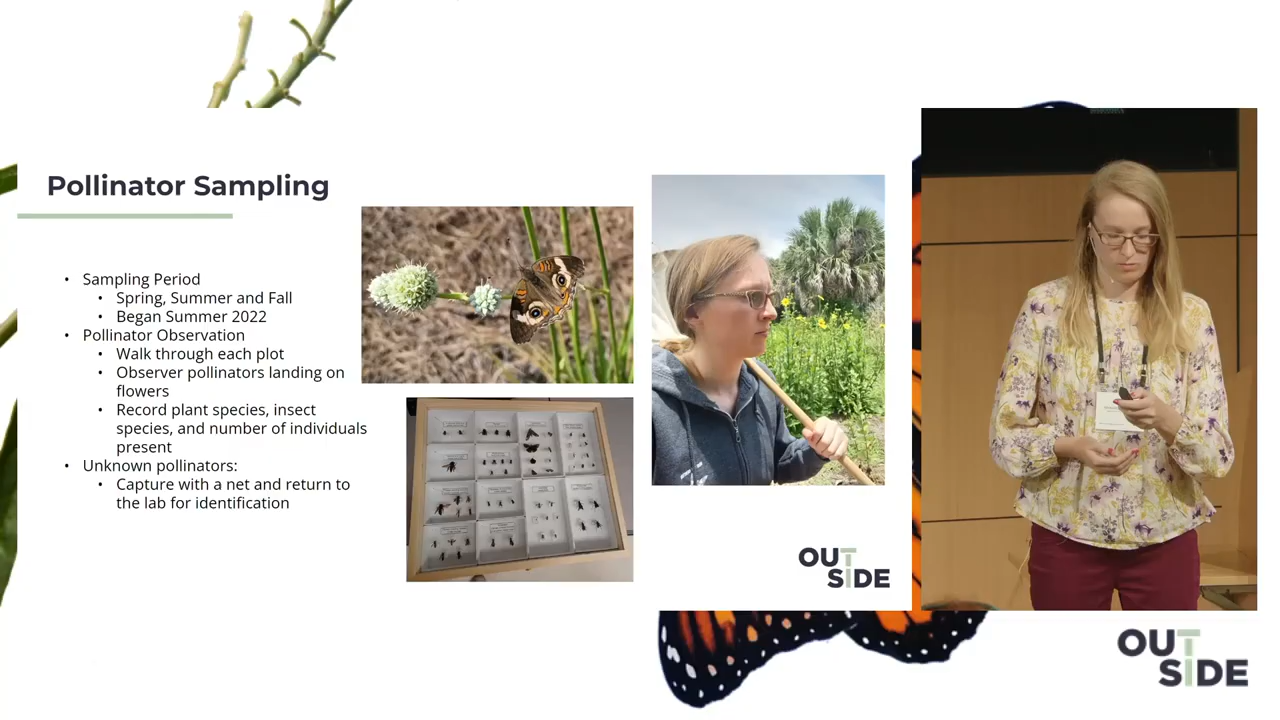 Pollinator Sampling
• Sampling Period
• Spring, Summer and Fall
• Began Summer 2022
• Pollinator Observation
• Walk through each plot
• Observer pollinators landing on
flowers
• Record plant species, insect
species, and number of individuals
present
• Unknown pollinators:
• Capture with a net and return to
the lab for identification
OUT
SIDE
OUT
SIDE